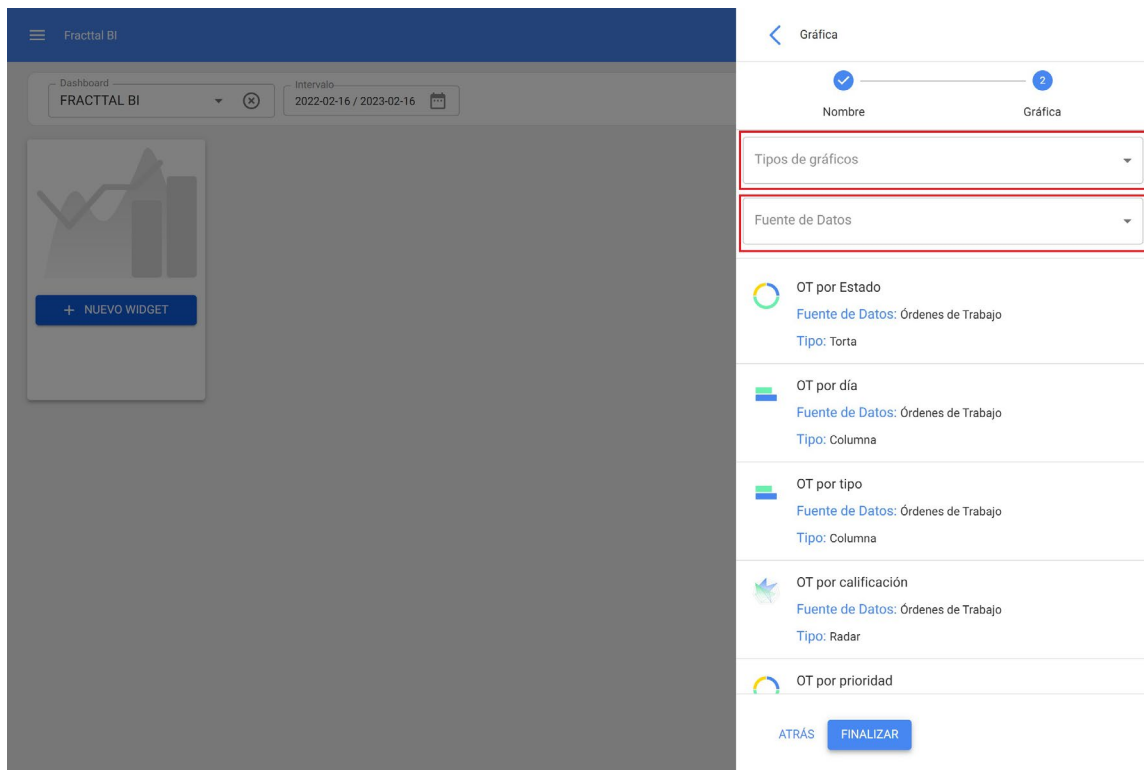 Fracttal BI
Dashboard
FRACTTAL BI
Intervalo
2022-02-16 / 2023-02-16
+ NUEVO WIDGET
Gráfica
2
Nombre
Gráfica
Tipos de gráficos
Fuente de Datos
OT por Estado
Fuente de Datos: Órdenes de Trabajo
Tipo: Torta
OT por día
Fuente de Datos: Órdenes de Trabajo
Tipo: Columna
OT por tipo
Fuente de Datos: Órdenes de Trabajo
Tipo: Columna
OT por calificación
Fuente de Datos: Órdenes de Trabajo
Tipo: Radar
OT por prioridad
ATRÁS
FINALIZAR